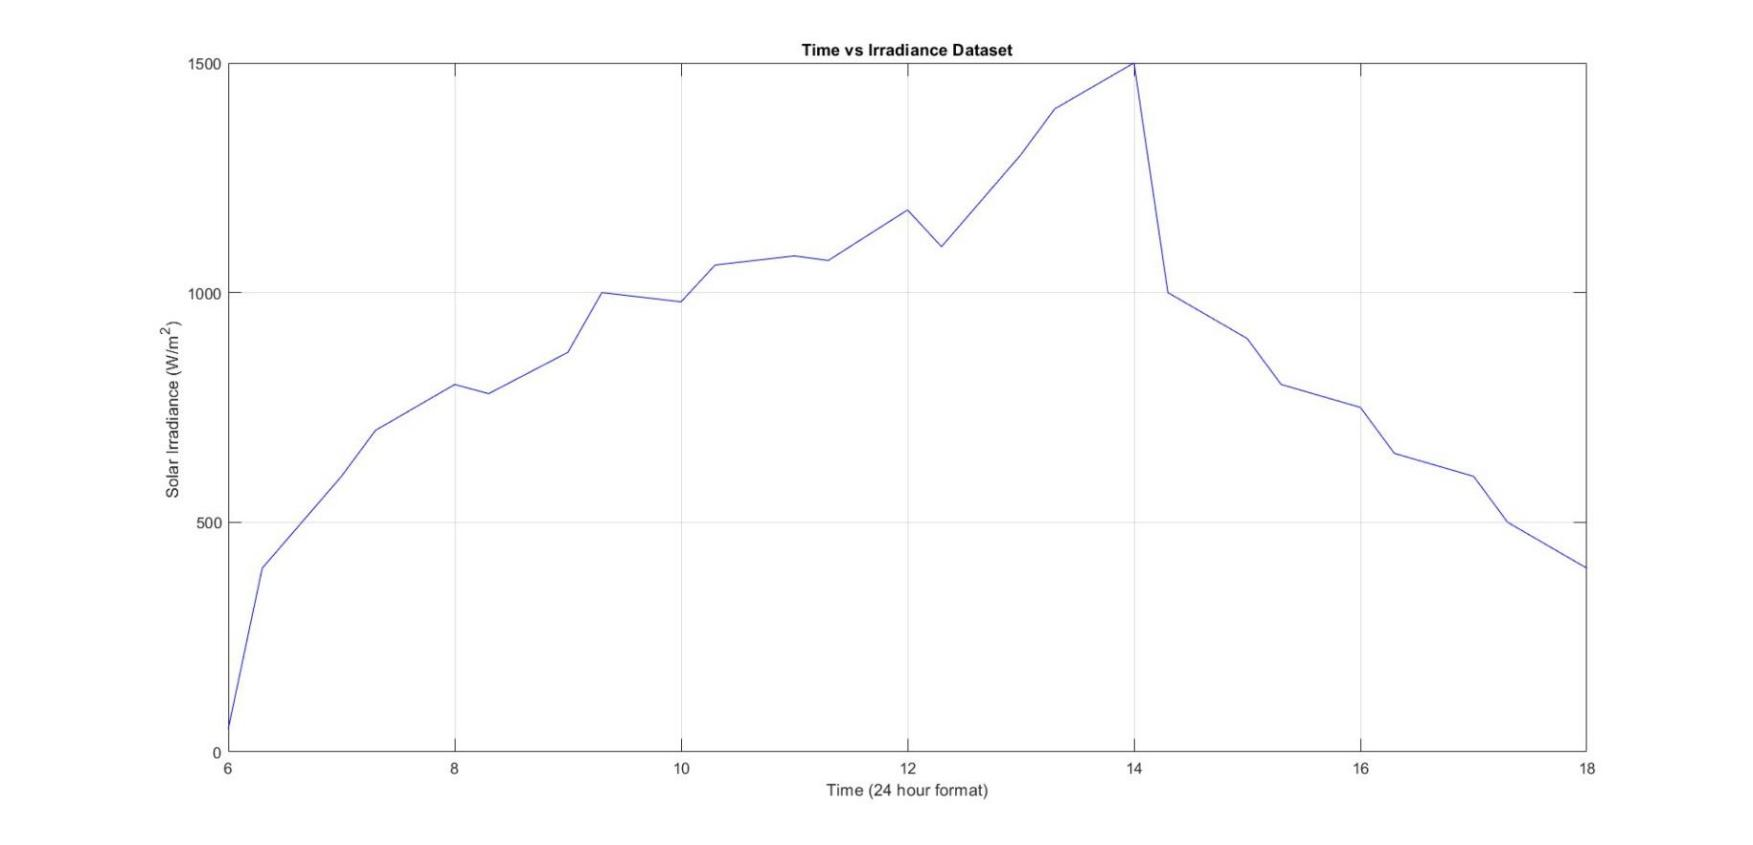 Time vs Irradiance Dataset
1500
1000
500
0
Solar Irradiance (W/m²)
6 8 10 12 14 16 18
Time (24 hour format)